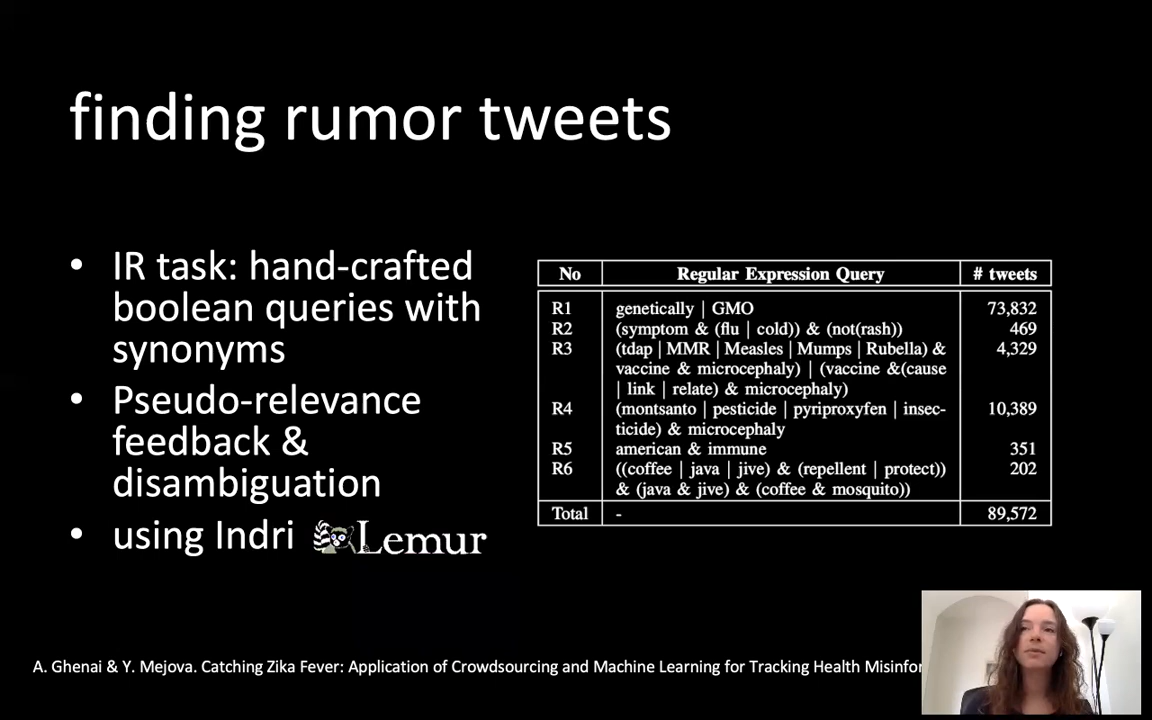 finding rumor tweets
• IR task: hand-crafted
boolean queries with
synonyms
• Pseudo-relevance
feedback &
disambiguation
• using Indri Lemur
No Regular Expression Query # tweets
R1 genetically | GMO 73,832
R2 (symptom & (flu | cold)) & (not(rash)) 469
R3 (tdap | MMR | Measles | Mumps | Rubella) & 4,329
vaccine & microcephaly) | (vaccine &(cause
| link | relate) & microcephaly)
R4 (montsanto | pesticide | pyriproxyfen | insec- 10,389
ticide) & microcephaly
R5 american & immune 351
R6 ((coffee | java | jive) & (repellent | protect)) 202
& (java & jive) & (coffee & mosquito))
Total - 89,572
A. Ghenai & Y. Mejova. Catching Zika Fever: Application of Crowdsourcing and Machine Learning for Tracking Health